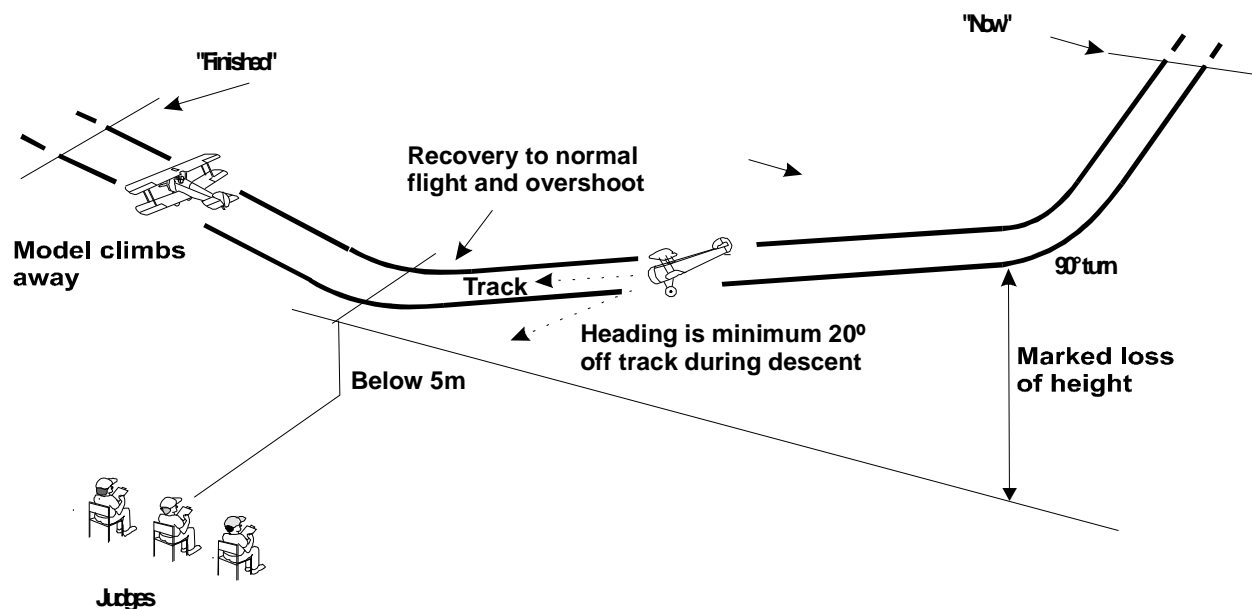 "Now"
"Finished"
Recovery to normal
flight and overshoot
Model climbs
away
90° turn
Track
Heading is minimum 20º
off track during descent
Marked loss
of height
Below 5m
Judges